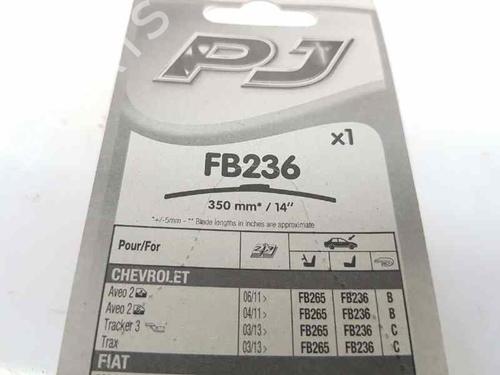 PJ
x1
FB236
350 mm* / 14"
*+/-5mm - ** Blade lengths in inches are approximate
Pour/For
CHEVROLET
Aveo 2 06/11> FB265 FB236 B
Aveo 2 04/11> FB265 FB236 B
Tracker 3 03/13> FB265 FB236 C
Trax 03/13> FB265 FB236 C
FIAT